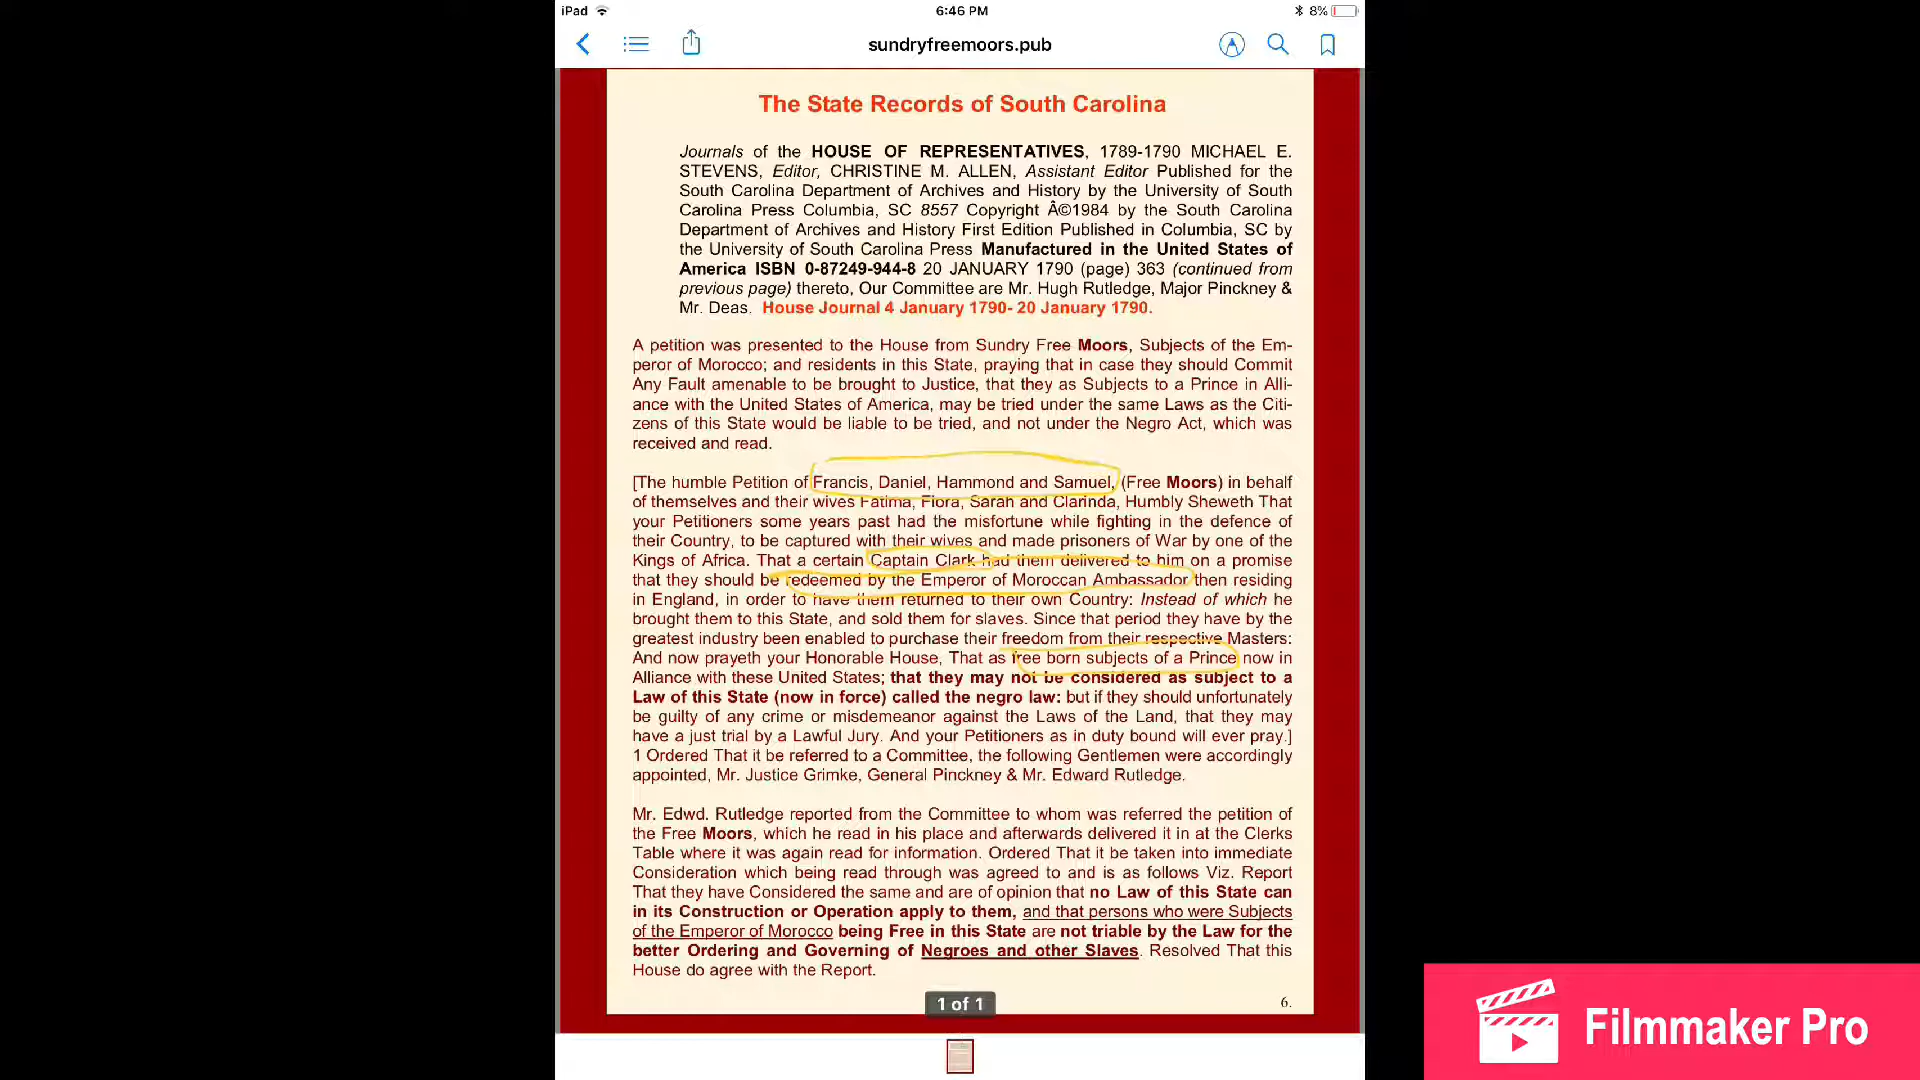 iPad
6:46 PM
8%
sundryfreemoors.pub
The State Records of South Carolina
Journals of the HOUSE OF REPRESENTATIVES, 1789-1790 MICHAEL E.
STEVENS, Editor, CHRISTINE M. ALLEN, Assistant Editor Published for the
South Carolina Department of Archives and History by the University of South
Carolina Press Columbia, SC 8557 Copyright Â©1984 by the South Carolina
Department of Archives and History First Edition Published in Columbia, SC by
the University of South Carolina Press Manufactured in the United States of
America ISBN 0-87249-944-8 20 JANUARY 1790 (page) 363 (continued from
previous page) thereto, Our Committee are Mr. Hugh Rutledge, Major Pinckney &
Mr. Deas. House Journal 4 January 1790- 20 January 1790.
A petition was presented to the House from Sundry Free Moors, Subjects of the Em-
peror of Morocco; and residents in this State, praying that in case they should Commit
Any Fault amenable to be brought to Justice, that they as Subjects to a Prince in Alli-
ance with the United States of America, may be tried under the same Laws as the Citi-
zens of this State would be liable to be tried, and not under the Negro Act, which was
received and read.
[The humble Petition of Francis, Daniel, Hammond and Samuel, (Free Moors) in behalf
of themselves and their wives Fatima, Flora, Sarah and Clarinda, Humbly Sheweth That
your Petitioners some years past had the misfortune while fighting in the defence of
their Country, to be captured with their wives and made prisoners of War by one of the
Kings of Africa. That a certain Captain Clark had them delivered to him on a promise
that they should be redeemed by the Emperor of Moroccan Ambassador then residing
in England, in order to have them returned to their own Country: Instead of which he
brought them to this State, and sold them for slaves. Since that period they have by the
greatest industry been enabled to purchase their freedom from their respective Masters:
And now prayeth your Honorable House, That as free born subjects of a Prince now in
Alliance with these United States; that they may not be considered as subject to a
Law of this State (now in force) called the negro law: but if they should unfortunately
be guilty of any crime or misdemeanor against the Laws of the Land, that they may
have a just trial by a Lawful Jury. And your Petitioners as in duty bound will ever pray.]
1 Ordered That it be referred to a Committee, the following Gentlemen were accordingly
appointed, Mr. Justice Grimke, General Pinckney & Mr. Edward Rutledge.
Mr. Edwd. Rutledge reported from the Committee to whom was referred the petition of
the Free Moors, which he read in his place and afterwards delivered it in at the Clerks
Table where it was again read for information. Ordered That it be taken into immediate
Consideration which being read through was agreed to and is as follows Viz. Report
That they have Considered the same and are of opinion that no Law of this State can
in its Construction or Operation apply to them, and that persons who were Subjects
of the Emperor of Morocco being Free in this State are not triable by the Law for the
better Ordering and Governing of Negroes and other Slaves. Resolved That this
House do agree with the Report.
1 of 1
6.
Filmmaker Pro